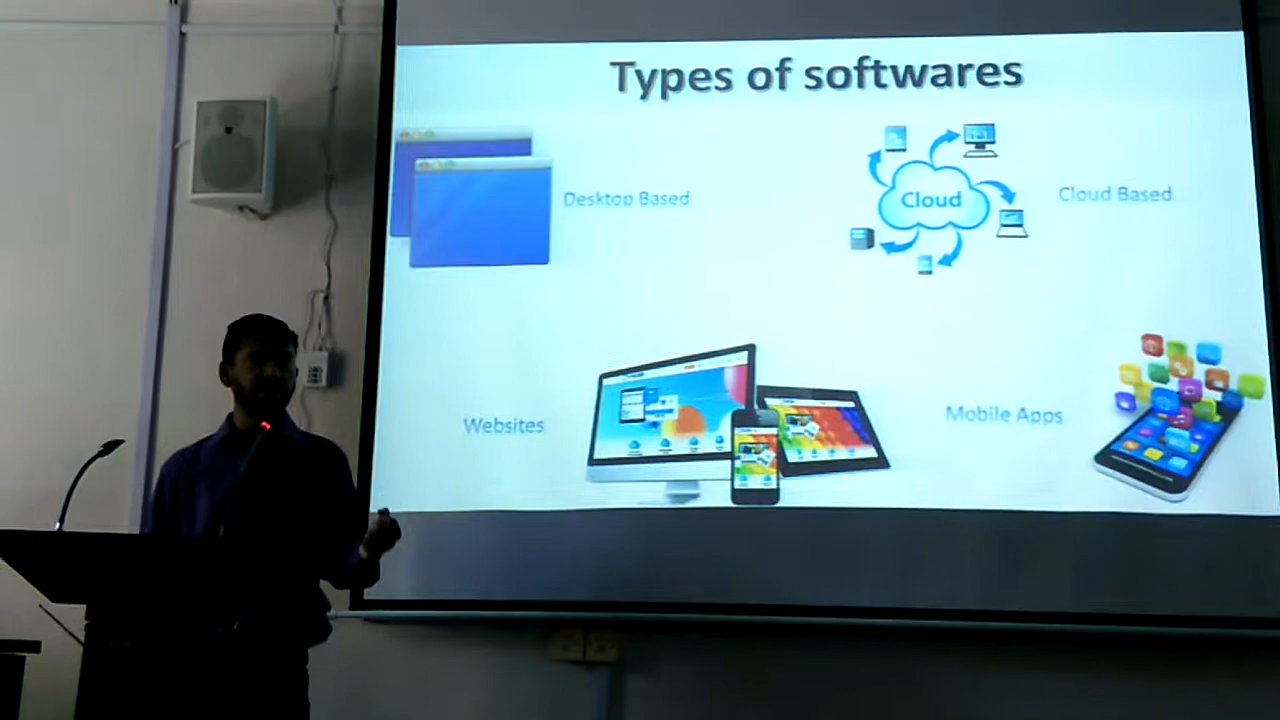 Types of softwares
Desktop Based
Cloud
Cloud Based
Websites
Mobile Apps